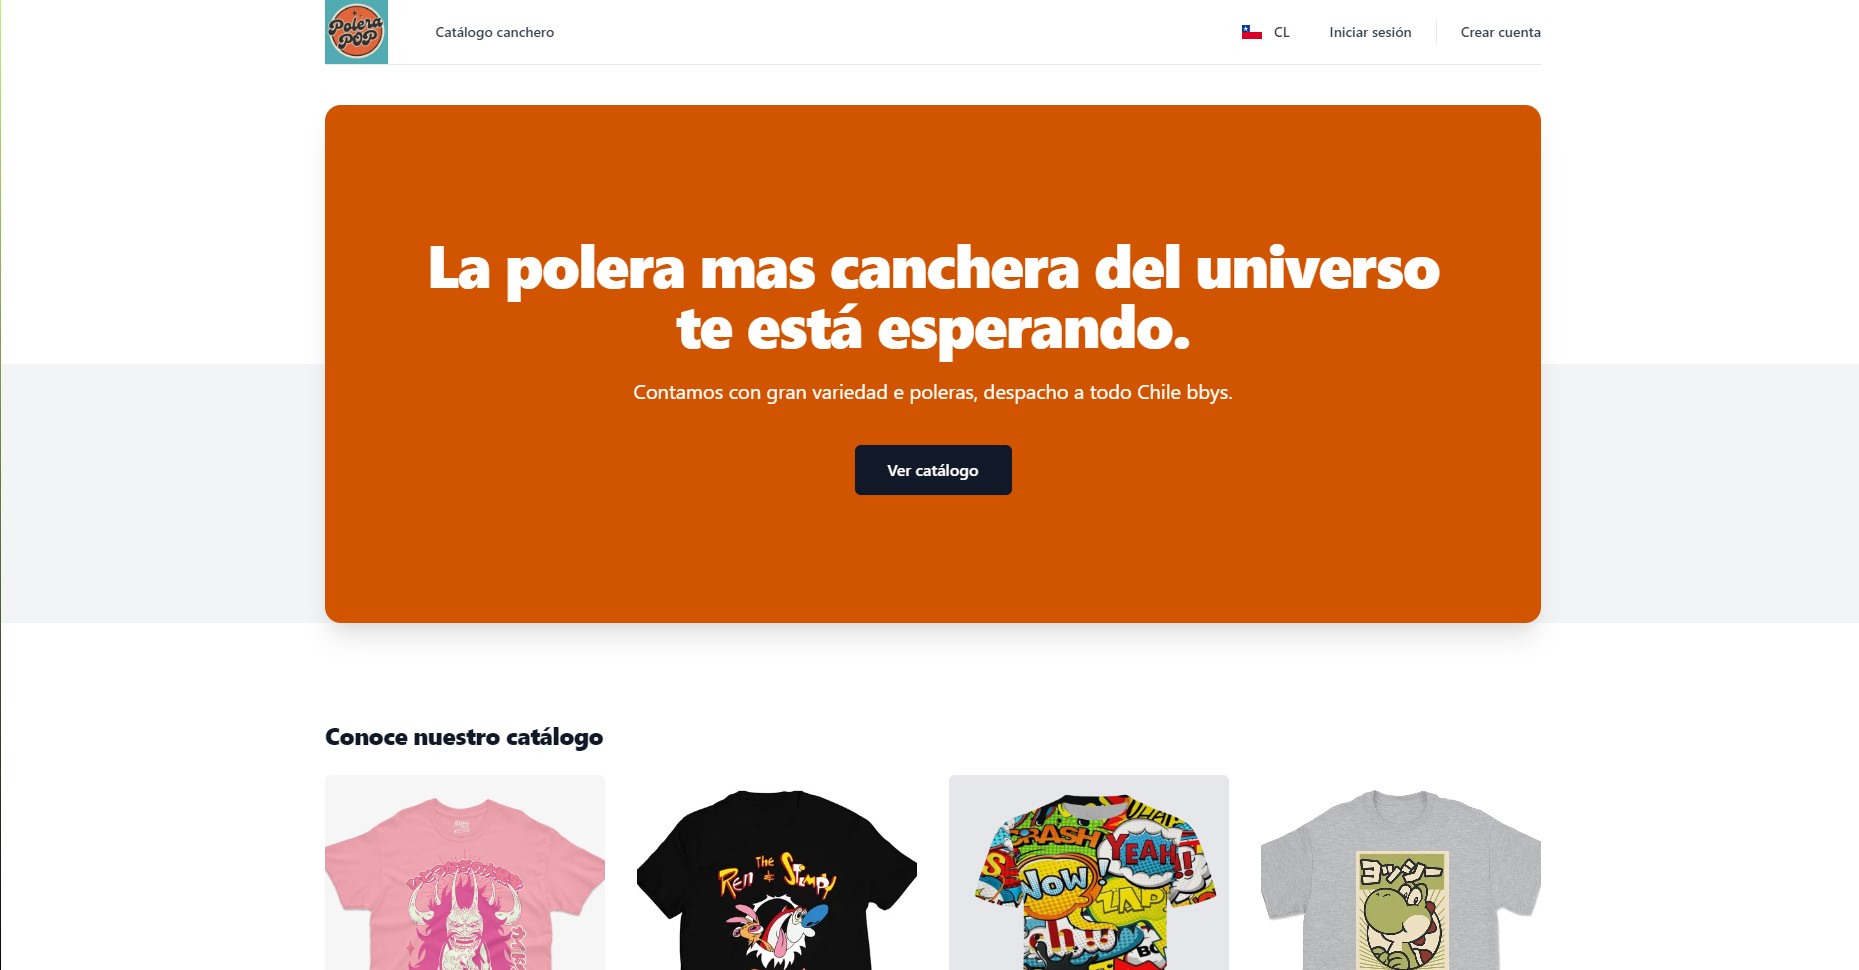 Polera
POP
Catálogo canchero
CL
Iniciar sesión
Crear cuenta
La polera mas canchera del universo
te está esperando.
Contamos con gran variedad e poleras, despacho a todo Chile bbys.
Ver catálogo
Conoce nuestro catálogo
The
Ren & Stimpy
CRASH
YEAH!!
WOW!
ZAP
ヨッシー